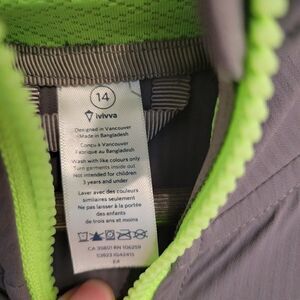 14
ivivva
Designed in Vancouver
Made in Bangladesh
Concu à Vancouver
Fabrique au Bangladesh
Wash with like colours only
Turn garments inside out
Not intended for children
3 years and under
Laver avec des couleurs
similaires seulement
Ne pas laisser à la portée
des enfants
de trois ans et moins
CA 35801 RN 106259